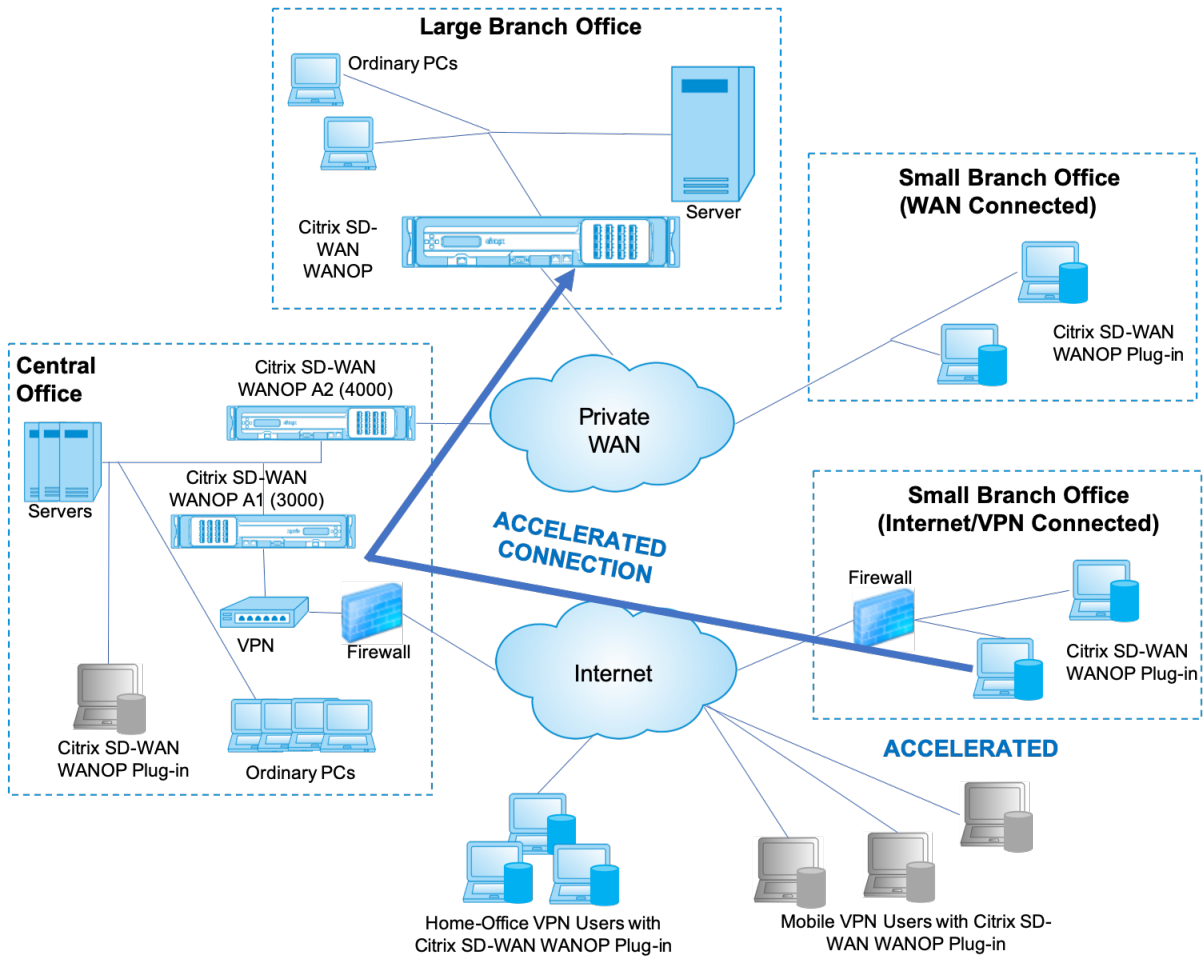 Large Branch Office
Ordinary PCs
Server
Citrix SD-
WAN
WANOP
Small Branch Office
(WAN Connected)
Citrix SD-WAN
WANOP Plug-in
Central
Office
Citrix SD-WAN
WANOP A2 (4000)
Private
WAN
Citrix SD-WAN
WANOP A1 (3000)
Servers
Small Branch Office
(Internet/VPN Connected)
ACCELERATED
CONNECTION
Firewall
VPN
Firewall
Internet
Citrix SD-WAN
WANOP Plug-in
Citrix SD-WAN
WANOP Plug-in
Ordinary PCs
ACCELERATED
Home-Office VPN Users with
Citrix SD-WAN WANOP Plug-in
Mobile VPN Users with Citrix SD-
WAN WANOP Plug-in